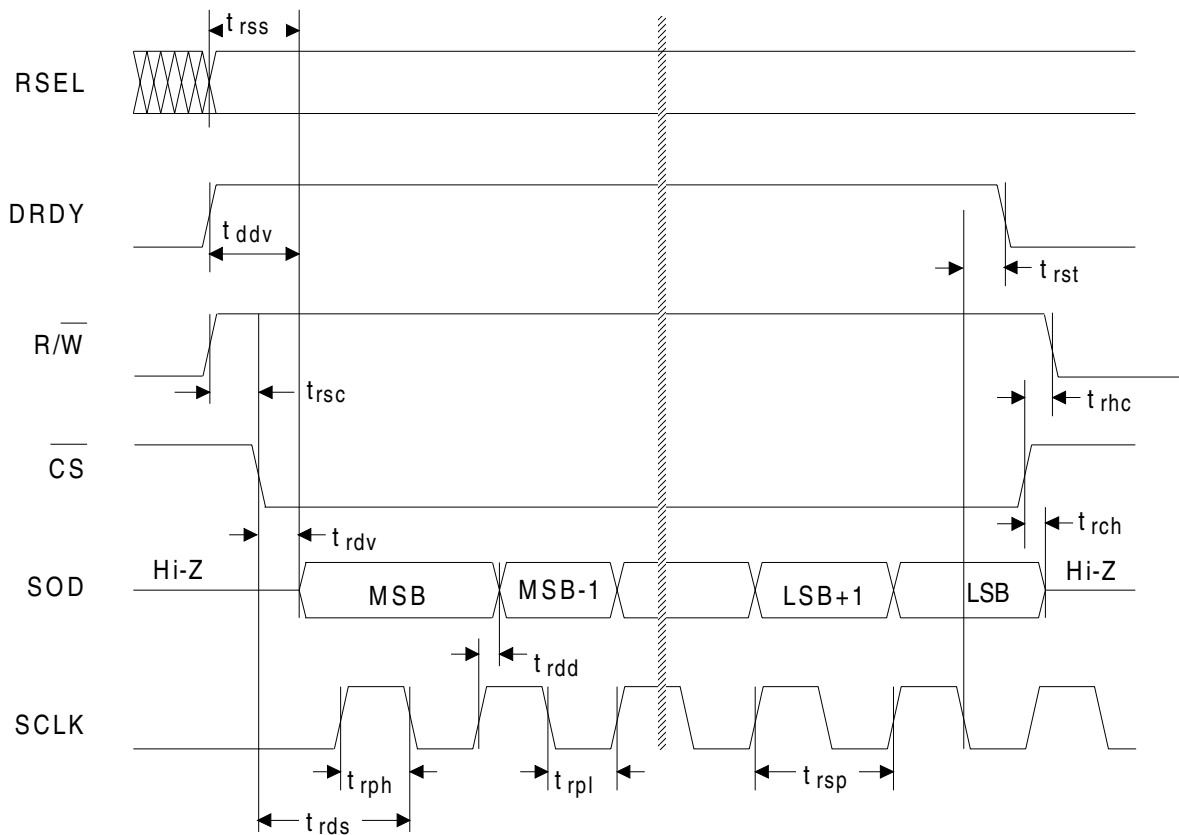 t rss
RSEL
DRDY
t ddv
t rst
R/W̅
t rsc
t rhc
C̅S̅
t rdv
t rch
Hi-Z
Hi-Z
SOD
MSB
MSB-1
LSB+1
LSB
t rdd
SCLK
t rph
t rpl
t rsp
t rds